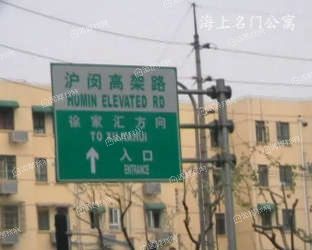 海上名门公寓
沪闵高架路
HUMIN ELEVATED RD
徐家汇方向
TO XUJIAHUI
入口
ENTRANCE